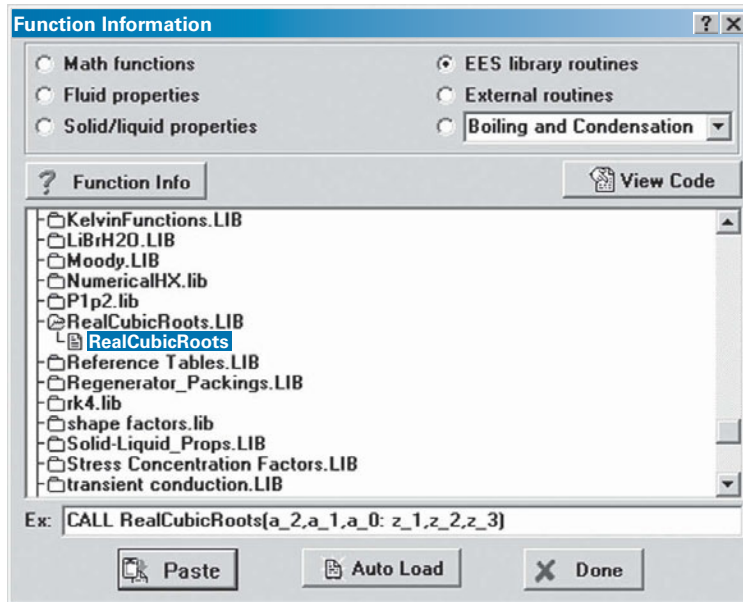 Function Information
Math functions
EES library routines
Fluid properties
External routines
Solid/liquid properties
Boiling and Condensation
? Function Info
View Code
KelvinFunctions.LIB
LiBrH2O.LIB
Moody.LIB
NumericalHX.lib
P1p2.lib
RealCubicRoots.LIB
RealCubicRoots
Reference Tables.LIB
Regenerator_Packings.LIB
rk4.lib
shape factors.lib
Solid-Liquid_Props.LIB
Stress Concentration Factors.LIB
transient conduction.LIB
Ex: CALL RealCubicRoots(a_2,a_1,a_0: z_1,z_2,z_3)
Paste
Auto Load
Done